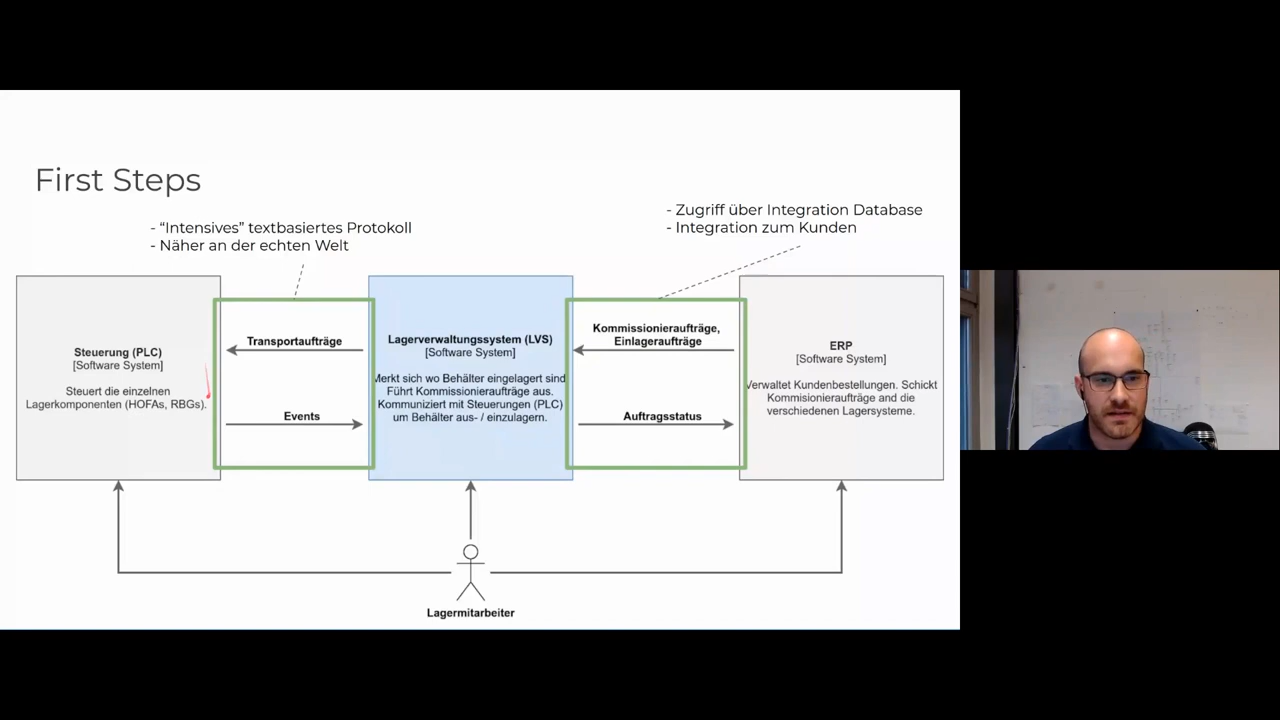 First Steps
- “Intensives” textbasiertes Protokoll
- Näher an der echten Welt
- Zugriff über Integration Database
- Integration zum Kunden
Steuerung (PLC)
[Software System]
Steuert die einzelnen
Lagerkomponenten (HOFAs, RBGs).
Transportaufträge
Events
Lagerverwaltungssystem (LVS)
[Software System]
Merkt sich wo Behälter eingelagert sind
Führt Kommissionieraufträge aus.
Kommuniziert mit Steuerungen (PLC)
um Behälter aus- / einzulagern.
Kommissionieraufträge,
Einlageraufträge
Auftragsstatus
ERP
[Software System]
Verwaltet Kundenbestellungen. Schickt
Kommisionieraufträge and die
verschiedenen Lagersysteme.
Lagermitarbeiter